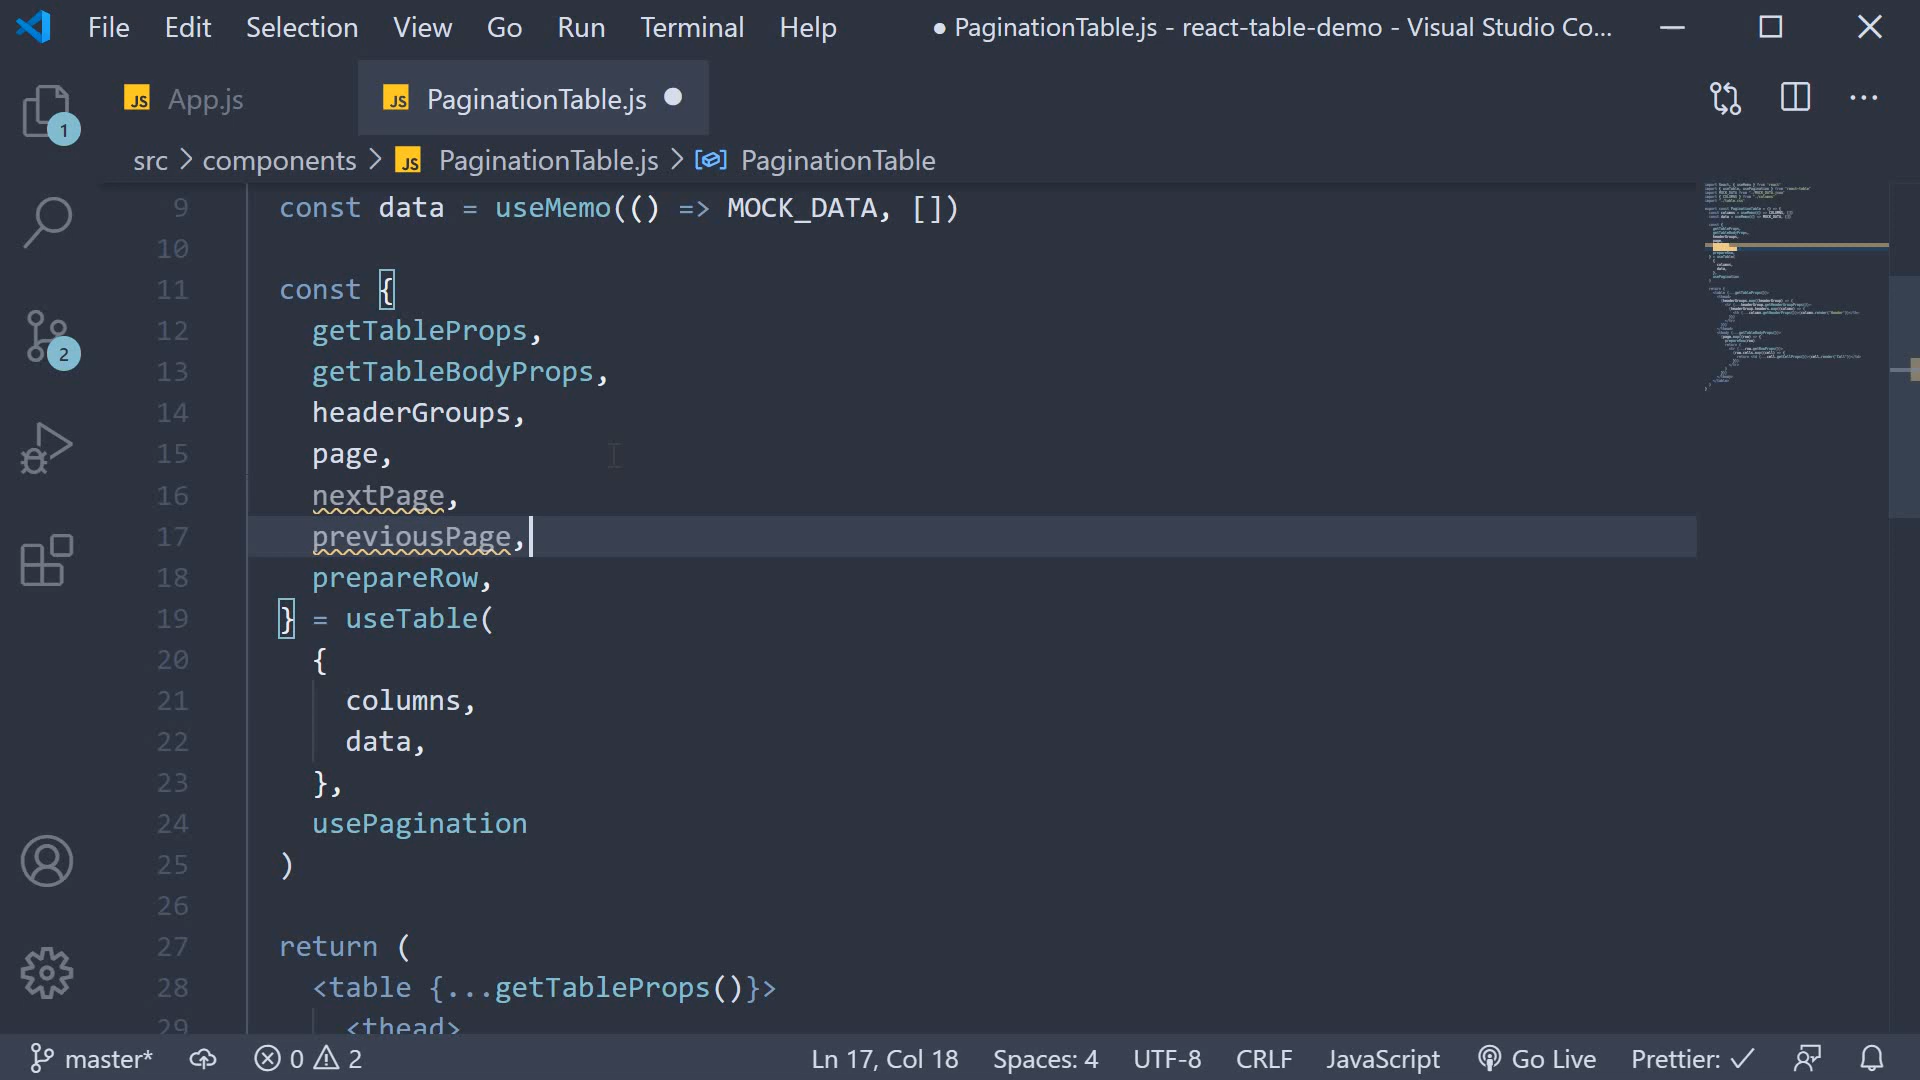 File Edit Selection View Go Run Terminal Help ● PaginationTable.js - react-table-demo - Visual Studio Co...
JS App.js JS PaginationTable.js
src > components > JS PaginationTable.js > PaginationTable
1
2
9 const data = useMemo(() => MOCK_DATA, [])
10
11 const {
12 getTableProps,
13 getTableBodyProps,
14 headerGroups,
15 page,
16 nextPage,
17 previousPage,
18 prepareRow,
19 } = useTable(
20 {
21 columns,
22 data,
23 },
24 usePagination
25 )
26
27 return (
28 <table {...getTableProps()}>
29 <thead>
master* 0 2 Ln 17, Col 18 Spaces: 4 UTF-8 CRLF JavaScript Go Live Prettier: ✓